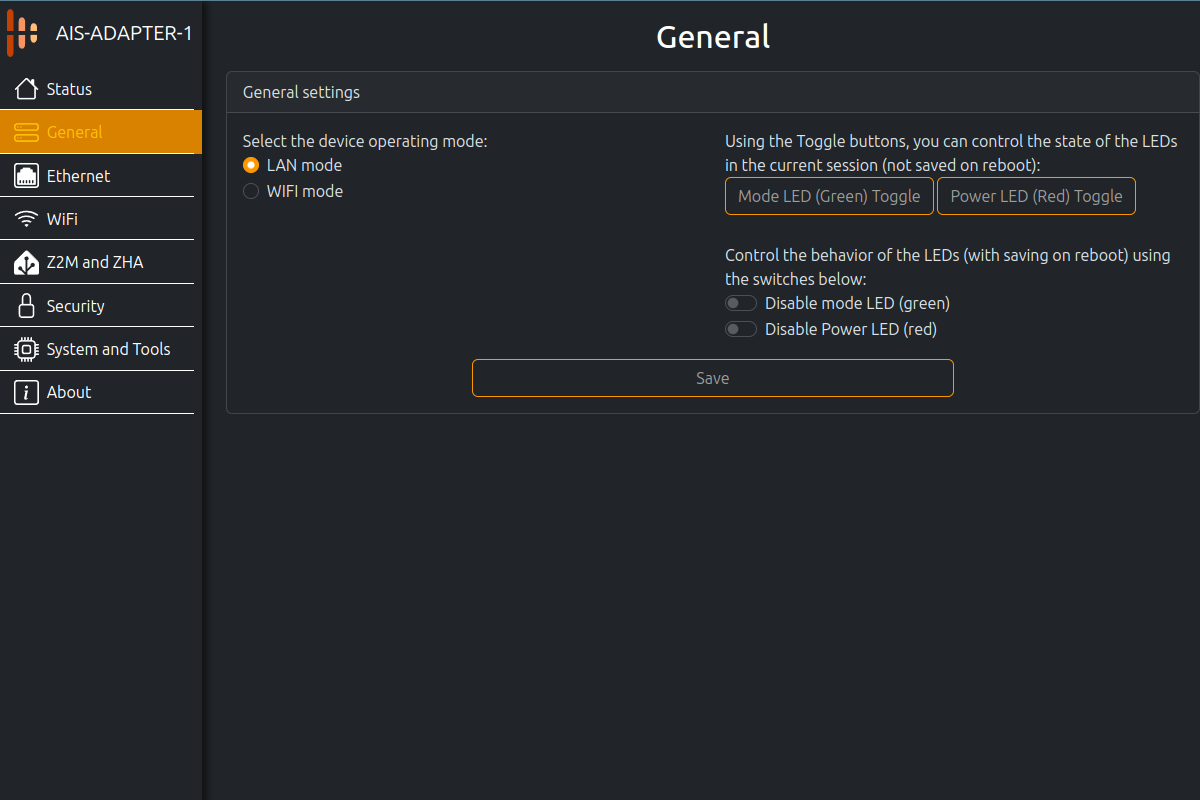 AIS-ADAPTER-1
Status
General
Ethernet
WiFi
Z2M and ZHA
Security
System and Tools
About
General
General settings
Select the device operating mode:
LAN mode
WIFI mode
Using the Toggle buttons, you can control the state of the LEDs
in the current session (not saved on reboot):
Mode LED (Green) Toggle
Power LED (Red) Toggle
Control the behavior of the LEDs (with saving on reboot) using
the switches below:
Disable mode LED (green)
Disable Power LED (red)
Save